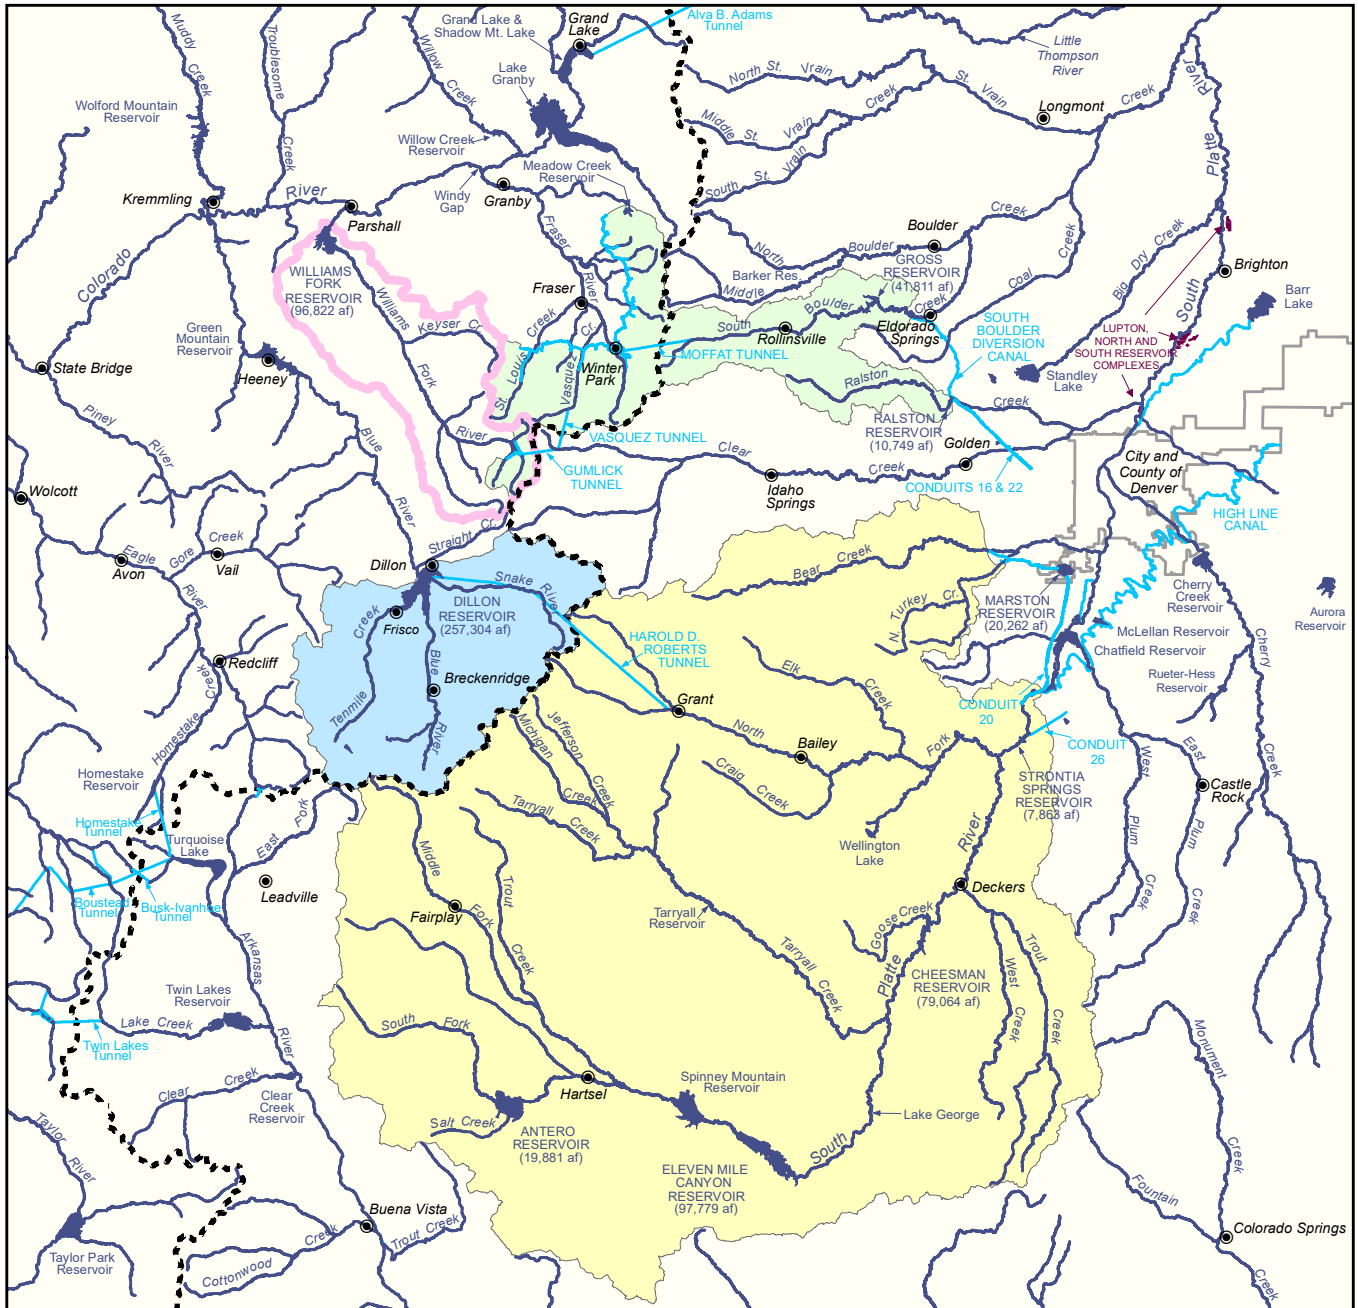 Muddy
Creek
Troublesome
Creek
Willow
Creek
Grand Lake &
Shadow Mt. Lake
Grand
Lake
Alva B. Adams
Tunnel
Little
Thompson
River
Lake
Granby
North St. Vrain
St. Vrain
Creek
River
Platte
South
Wolford Mountain
Reservoir
Longmont
Willow Creek
Reservoir
Middle St. Vrain Creek
South St. Vrain
Meadow Creek
Reservoir
Windy
Gap
Granby
Kremmling
River
Colorado
Parshall
Fraser
River
Boulder
Creek
North Boulder
Barker Res.
Middle
Coal
Creek
Big Dry Creek
Brighton
Barr
Lake
GROSS
RESERVOIR
(41,811 af)
WILLIAMS
FORK
RESERVOIR
(96,822 af)
Williams
Fork
River
Keyser Cr.
Fraser
Creek
St. Louis
Vasquez
Cr.
Winter
Park
South
Boulder
Creek
Rollinsville
Eldorado
Springs
MOFFAT TUNNEL
SOUTH
BOULDER
DIVERSION
CANAL
LUPTON,
NORTH AND
SOUTH RESERVOIR
COMPLEXES
Standley
Lake
Green
Mountain
Reservoir
Heeney
State Bridge
Piney
River
Blue
River
Ralston
Creek
RALSTON
RESERVOIR
(10,749 af)
VASQUEZ TUNNEL
GUMLICK
TUNNEL
Clear
Creek
Golden
Idaho
Springs
CONDUITS 16 & 22
City and
County of
Denver
HIGH LINE
CANAL
Wolcott
Eagle
River
Avon
Gore Creek
Vail
Straight Cr.
Dillon
Snake River
DILLON
RESERVOIR
(257,304 af)
Frisco
Tenmile
Creek
Blue
River
Breckenridge
Bear Creek
N. Turkey Cr.
MARSTON
RESERVOIR
(20,262 af)
Cherry
Creek
Reservoir
Aurora
Reservoir
McLellan Reservoir
Chatfield Reservoir
Rueter-Hess
Reservoir
Cherry
Creek
HAROLD D.
ROBERTS
TUNNEL
Redcliff
Homestake
Creek
Elk
Creek
Grant
North
Fork
Bailey
CONDUIT
20
CONDUIT
26
STRONTIA
SPRINGS
RESERVOIR
(7,863 af)
East
Plum
Creek
West
Plum
Creek
Castle
Rock
Michigan
Creek
Jefferson
Creek
Craig
Creek
Homestake
Reservoir
Homestake
Tunnel
Turquoise
Lake
East Fork
Boustead
Tunnel
Busk-Ivanhoe
Tunnel
Leadville
Arkansas
River
Tarryall
Creek
Wellington
Lake
River
Deckers
Middle
Fork
Trout
Creek
Fairplay
Tarryall
Reservoir
Tarryall
Creek
Goose Creek
Platte
CHEESMAN
RESERVOIR
(79,064 af)
West
Creek
Trout
Creek
Twin Lakes
Reservoir
Lake Creek
Twin Lakes
Tunnel
South Fork
Clear Creek
Clear
Creek
Reservoir
Hartsel
Spinney Mountain
Reservoir
Lake George
South
Salt Creek
ANTERO
RESERVOIR
(19,881 af)
ELEVEN MILE
CANYON
RESERVOIR
(97,779 af)
Monument
Creek
Fountain
Creek
Colorado Springs
Taylor
River
Taylor Park
Reservoir
Buena Vista
Trout Creek
Cottonwood
Creek